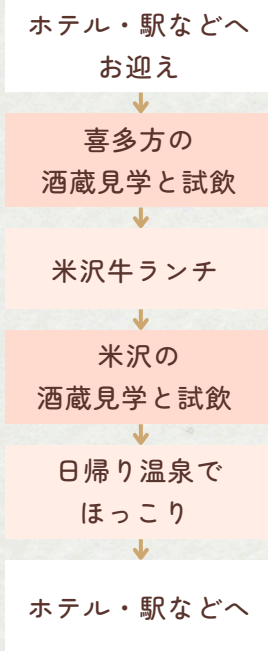 ホテル・駅などへ
お迎え
喜多方の
酒蔵見学と試飲
米沢牛ランチ
米沢の
酒蔵見学と試飲
日帰り温泉で
ほっこり
ホテル・駅などへ